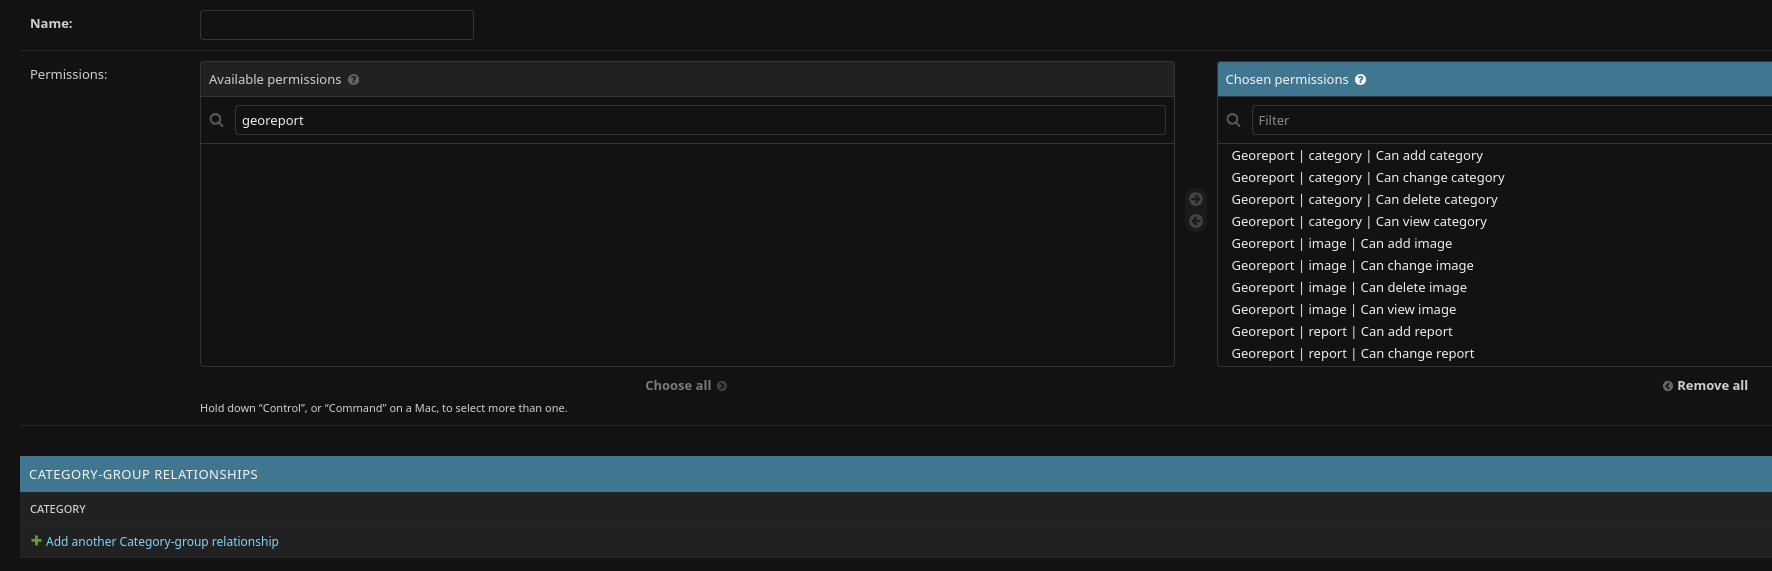 Name:
Permissions:
Available permissions
georeport
Choose all
Hold down “Control”, or “Command” on a Mac, to select more than one.
Chosen permissions
Filter
Georeport | category | Can add category
Georeport | category | Can change category
Georeport | category | Can delete category
Georeport | category | Can view category
Georeport | image | Can add image
Georeport | image | Can change image
Georeport | image | Can delete image
Georeport | image | Can view image
Georeport | report | Can add report
Georeport | report | Can change report
Remove all
CATEGORY-GROUP RELATIONSHIPS
CATEGORY
Add another Category-group relationship